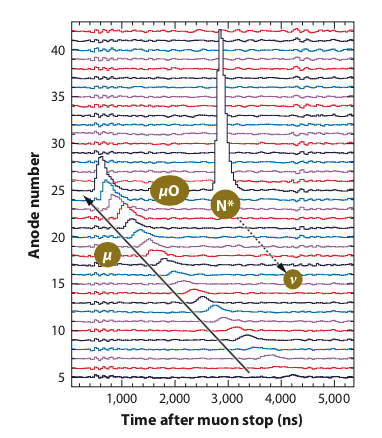 40
35
30
25
20
15
10
5
Anode number
μO
N*
μ
ν
1,000 2,000 3,000 4,000 5,000
Time after muon stop (ns)